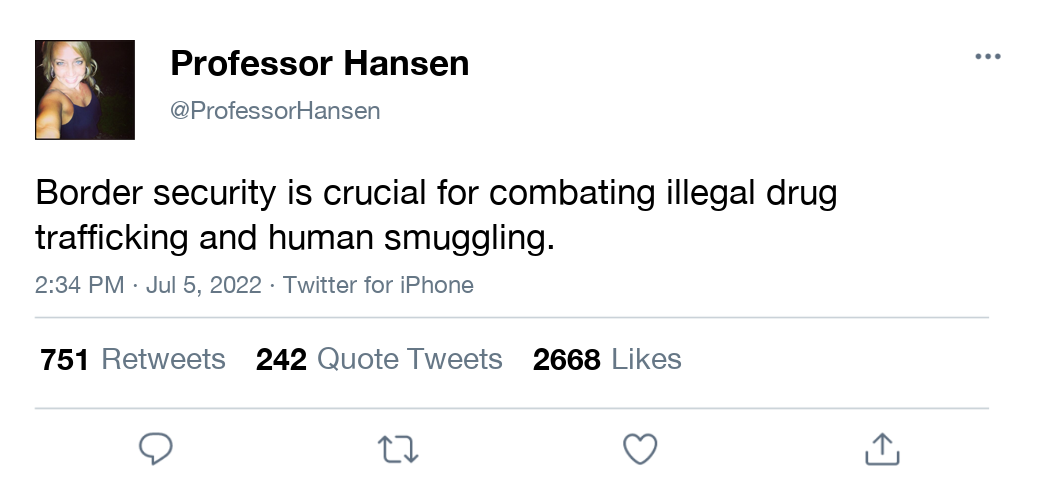 Professor Hansen
@ProfessorHansen
Border security is crucial for combating illegal drug
trafficking and human smuggling.
2:34 PM · Jul 5, 2022 · Twitter for iPhone
751 Retweets 242 Quote Tweets 2668 Likes